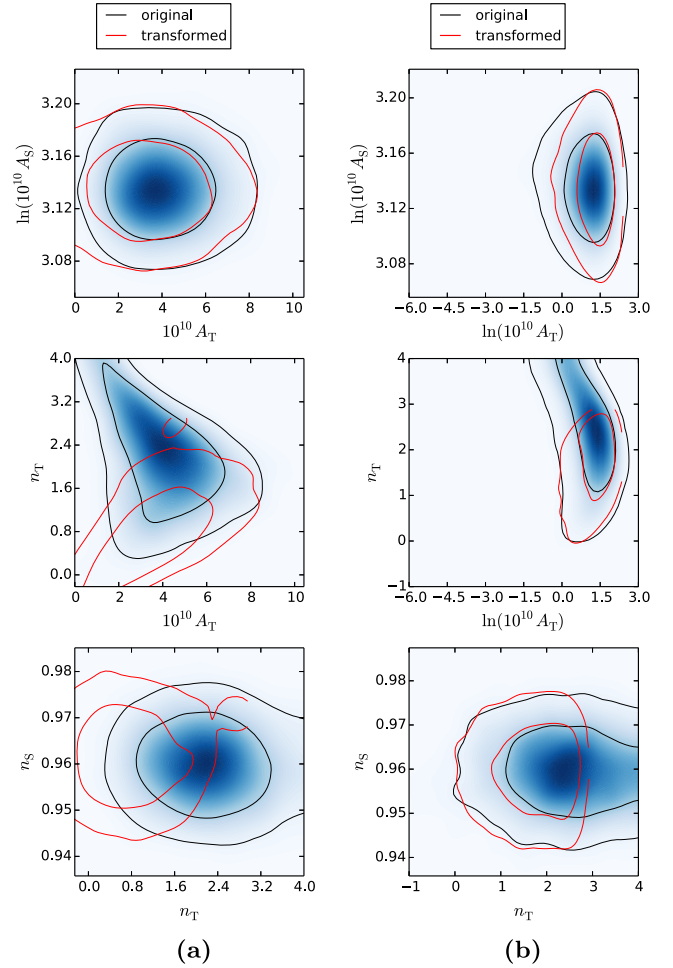 original
transformed
original
transformed
3.20
3.16
3.12
3.08
ln(10^{10} A_S)
0 2 4 6 8 10
10^{10} A_T
3.20
3.16
3.12
3.08
ln(10^{10} A_S)
−6.0 −4.5 −3.0 −1.5 0.0 1.5 3.0
ln(10^{10} A_T)
4.0
3.2
2.4
1.6
0.8
0.0
n_T
0 2 4 6 8 10
10^{10} A_T
4
3
2
1
0
−1
n_T
−6.0 −4.5 −3.0 −1.5 0.0 1.5 3.0
ln(10^{10} A_T)
0.98
0.97
0.96
0.95
0.94
n_S
0.0 0.8 1.6 2.4 3.2 4.0
n_T
0.98
0.97
0.96
0.95
0.94
n_S
−1 0 1 2 3 4
n_T
(a)
(b)